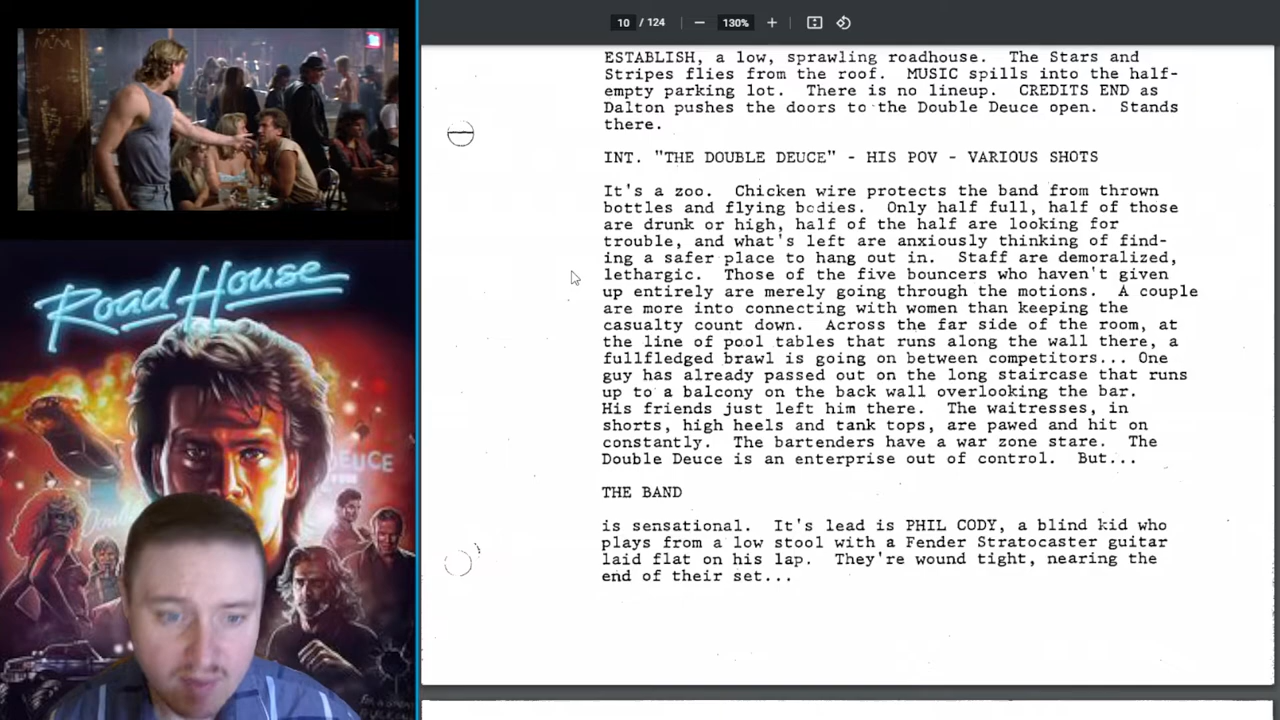 10 / 124
130%
ESTABLISH, a low, sprawling roadhouse. The Stars and
Stripes flies from the roof. MUSIC spills into the half-
empty parking lot. There is no lineup. CREDITS END as
Dalton pushes the doors to the Double Deuce open. Stands
there.
INT. "THE DOUBLE DEUCE" - HIS POV - VARIOUS SHOTS
It's a zoo. Chicken wire protects the band from thrown
bottles and flying bodies. Only half full, half of those
are drunk or high, half of the half are looking for
trouble, and what's left are anxiously thinking of find-
ing a safer place to hang out in. Staff are demoralized,
lethargic. Those of the five bouncers who haven't given
up entirely are merely going through the motions. A couple
are more into connecting with women than keeping the
casualty count down. Across the far side of the room, at
the line of pool tables that runs along the wall there, a
fullfledged brawl is going on between competitors... One
guy has already passed out on the long staircase that runs
up to a balcony on the back wall overlooking the bar.
His friends just left him there. The waitresses, in
shorts, high heels and tank tops, are pawed and hit on
constantly. The bartenders have a war zone stare. The
Double Deuce is an enterprise out of control. But...
THE BAND
is sensational. It's lead is PHIL CODY, a blind kid who
plays from a low stool with a Fender Stratocaster guitar
laid flat on his lap. They're wound tight, nearing the
end of their set...
Road House
DEUCE